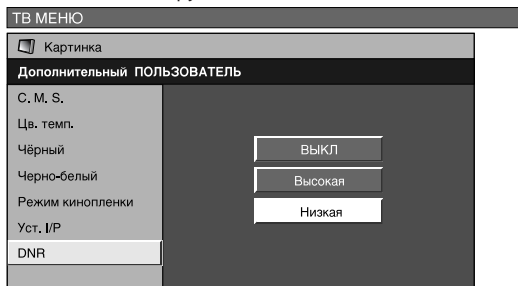 ТВ МЕНЮ
Картинка
Дополнительный ПОЛЬЗОВАТЕЛЬ
C. M. S.
Цв. темп.
Чёрный
Черно-белый
Режим кинопленки
Уст. I/P
DNR
ВЫКЛ
Высокая
Низкая